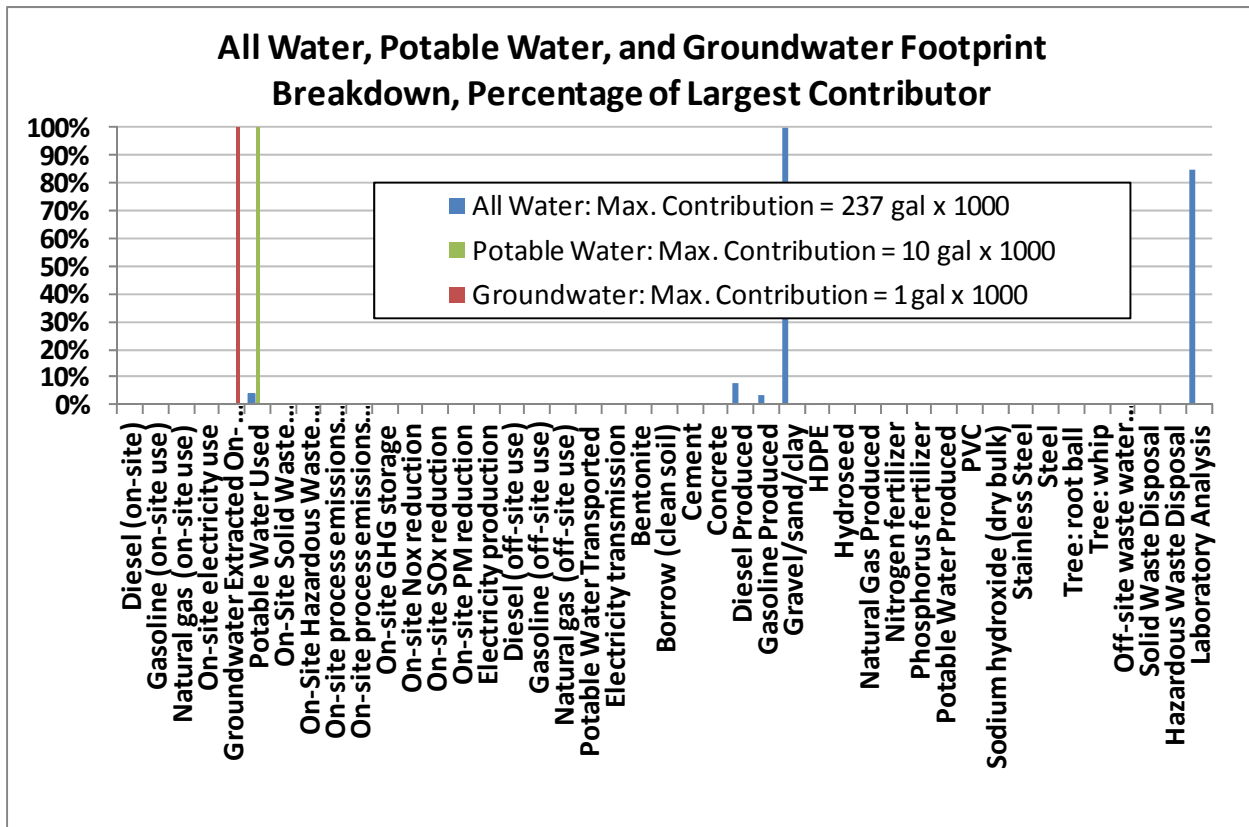 All Water, Potable Water, and Groundwater Footprint
Breakdown, Percentage of Largest Contributor
100%
90%
80%
70%
60%
50%
40%
30%
20%
10%
0%
All Water: Max. Contribution = 237 gal x 1000
Potable Water: Max. Contribution = 10 gal x 1000
Groundwater: Max. Contribution = 1 gal x 1000
Diesel (on-site)
Gasoline (on-site use)
Natural gas (on-site use)
On-site electricity use
Groundwater Extracted On-...
Potable Water Used
On-Site Solid Waste...
On-Site Hazardous Waste...
On-site process emissions...
On-site process emissions...
On-site GHG storage
On-site Nox reduction
On-site SOx reduction
On-site PM reduction
Electricity production
Diesel (off-site use)
Gasoline (off-site use)
Natural gas (off-site use)
Potable Water Transported
Electricity transmission
Bentonite
Borrow (clean soil)
Cement
Concrete
Diesel Produced
Gasoline Produced
Gravel/sand/clay
HDPE
Hydroseed
Natural Gas Produced
Nitrogen fertilizer
Phosphorus fertilizer
Potable Water Produced
PVC
Sodium hydroxide (dry bulk)
Stainless Steel
Steel
Tree: root ball
Tree: whip
Off-site waste water...
Solid Waste Disposal
Hazardous Waste Disposal
Laboratory Analysis